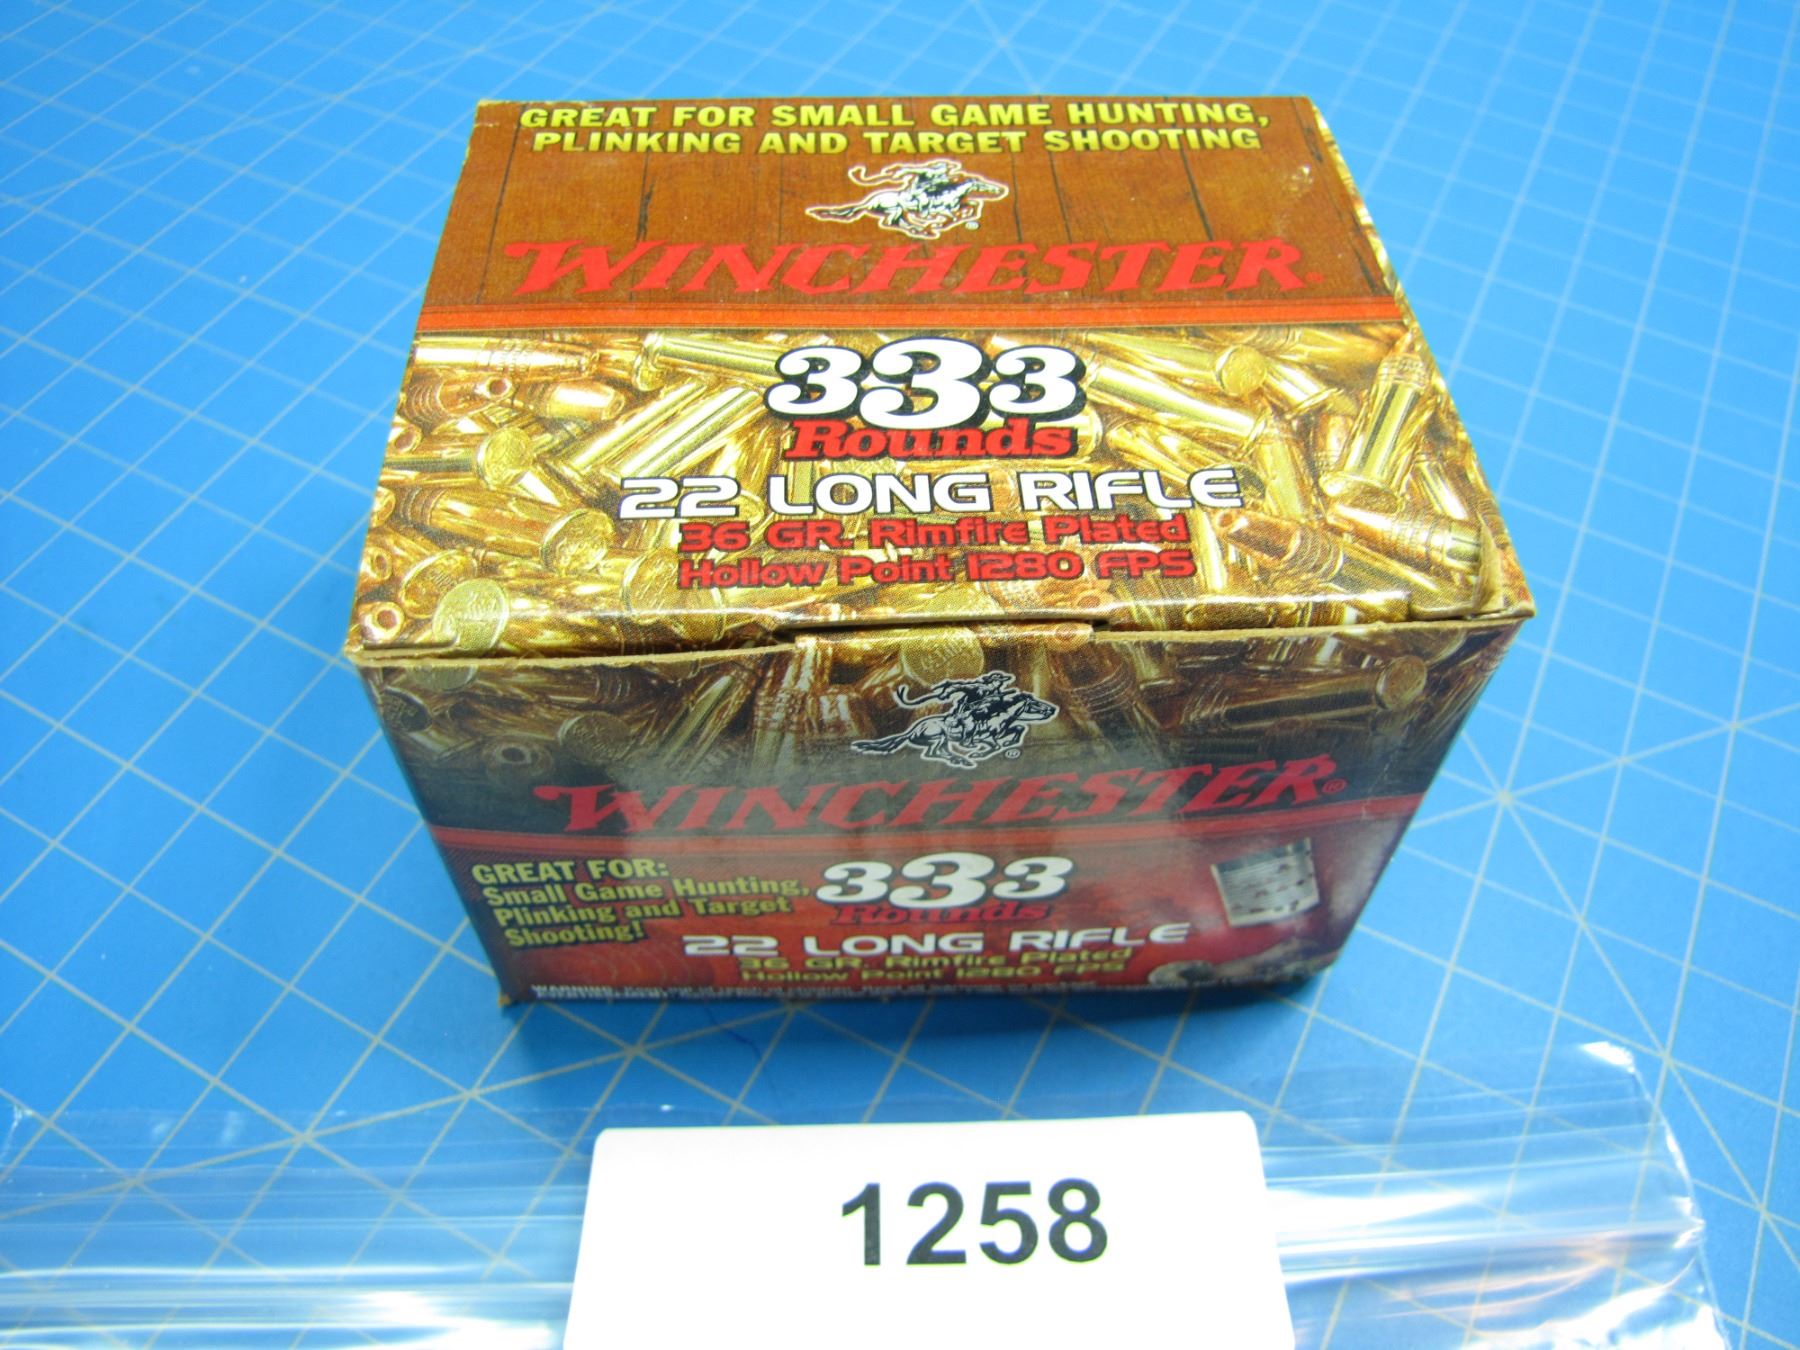 GREAT FOR SMALL GAME HUNTING,
PLINKING AND TARGET SHOOTING
WINCHESTER®
333
Rounds
22 LONG RIFLE
36 GR. Rimfire Plated
Hollow Point 1280 FPS
WINCHESTER®
GREAT FOR:
Small Game Hunting,
Plinking and Target
Shooting!
333
Rounds
22 LONG RIFLE
36 GR. Rimfire Plated
Hollow Point 1280 FPS
WARNING:
1258